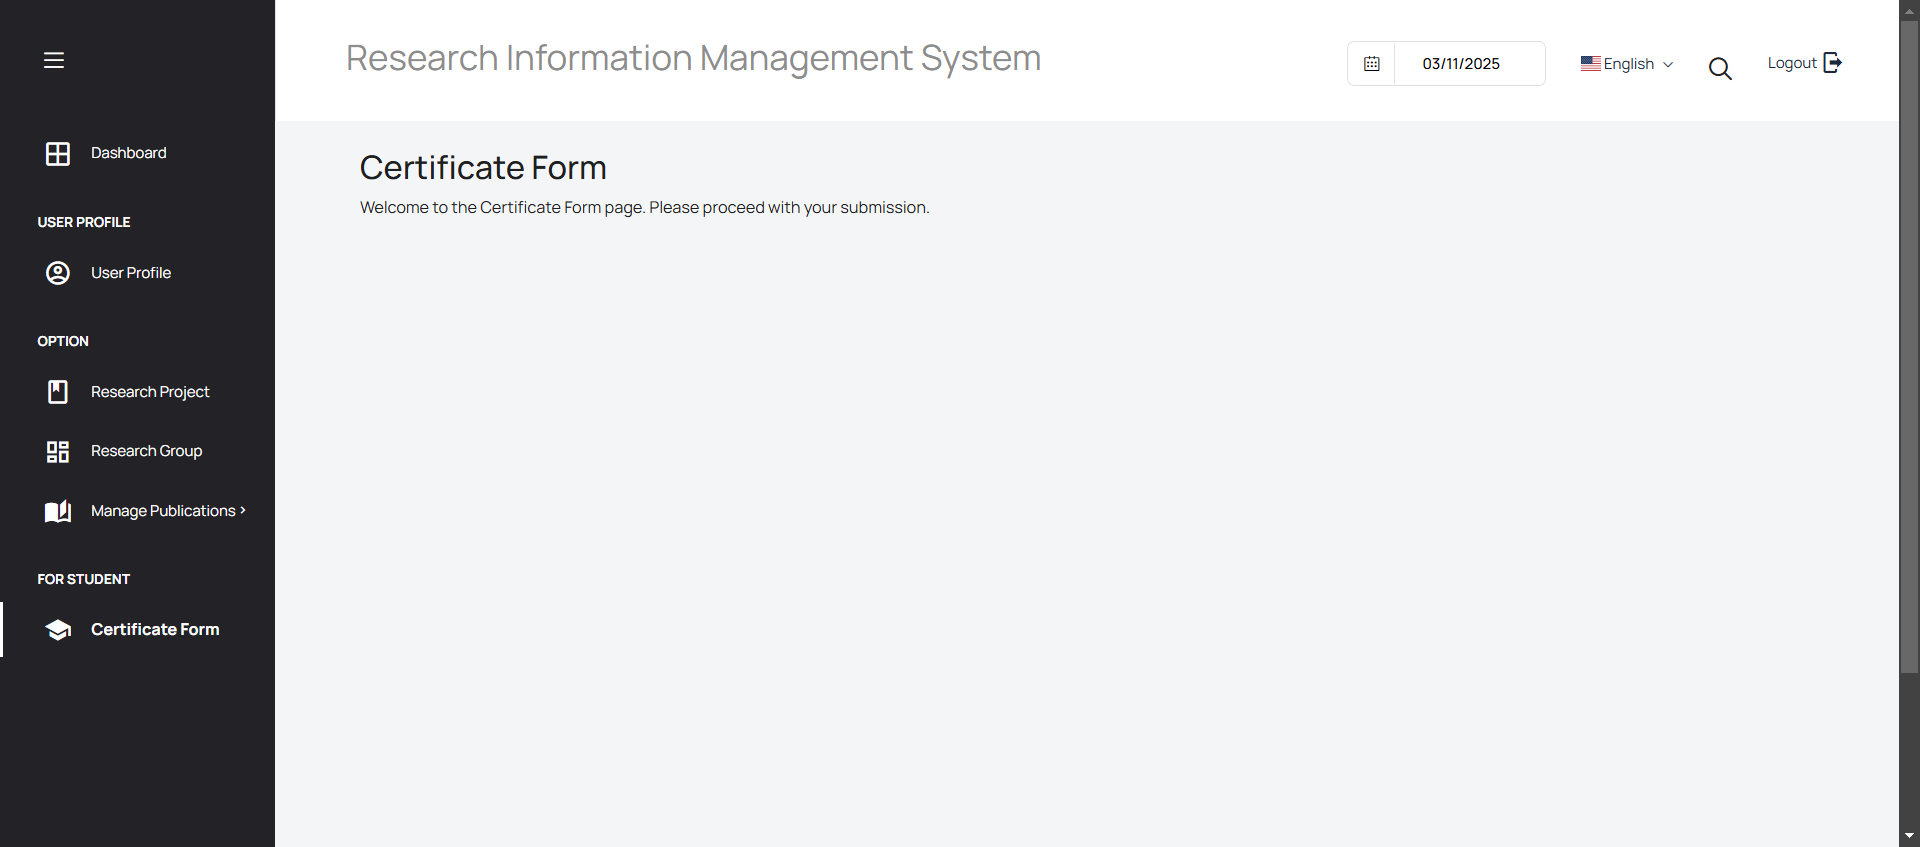 Research Information Management System
03/11/2025
English
Logout
Dashboard
USER PROFILE
User Profile
OPTION
Research Project
Research Group
Manage Publications
FOR STUDENT
Certificate Form
Certificate Form
Welcome to the Certificate Form page. Please proceed with your submission.